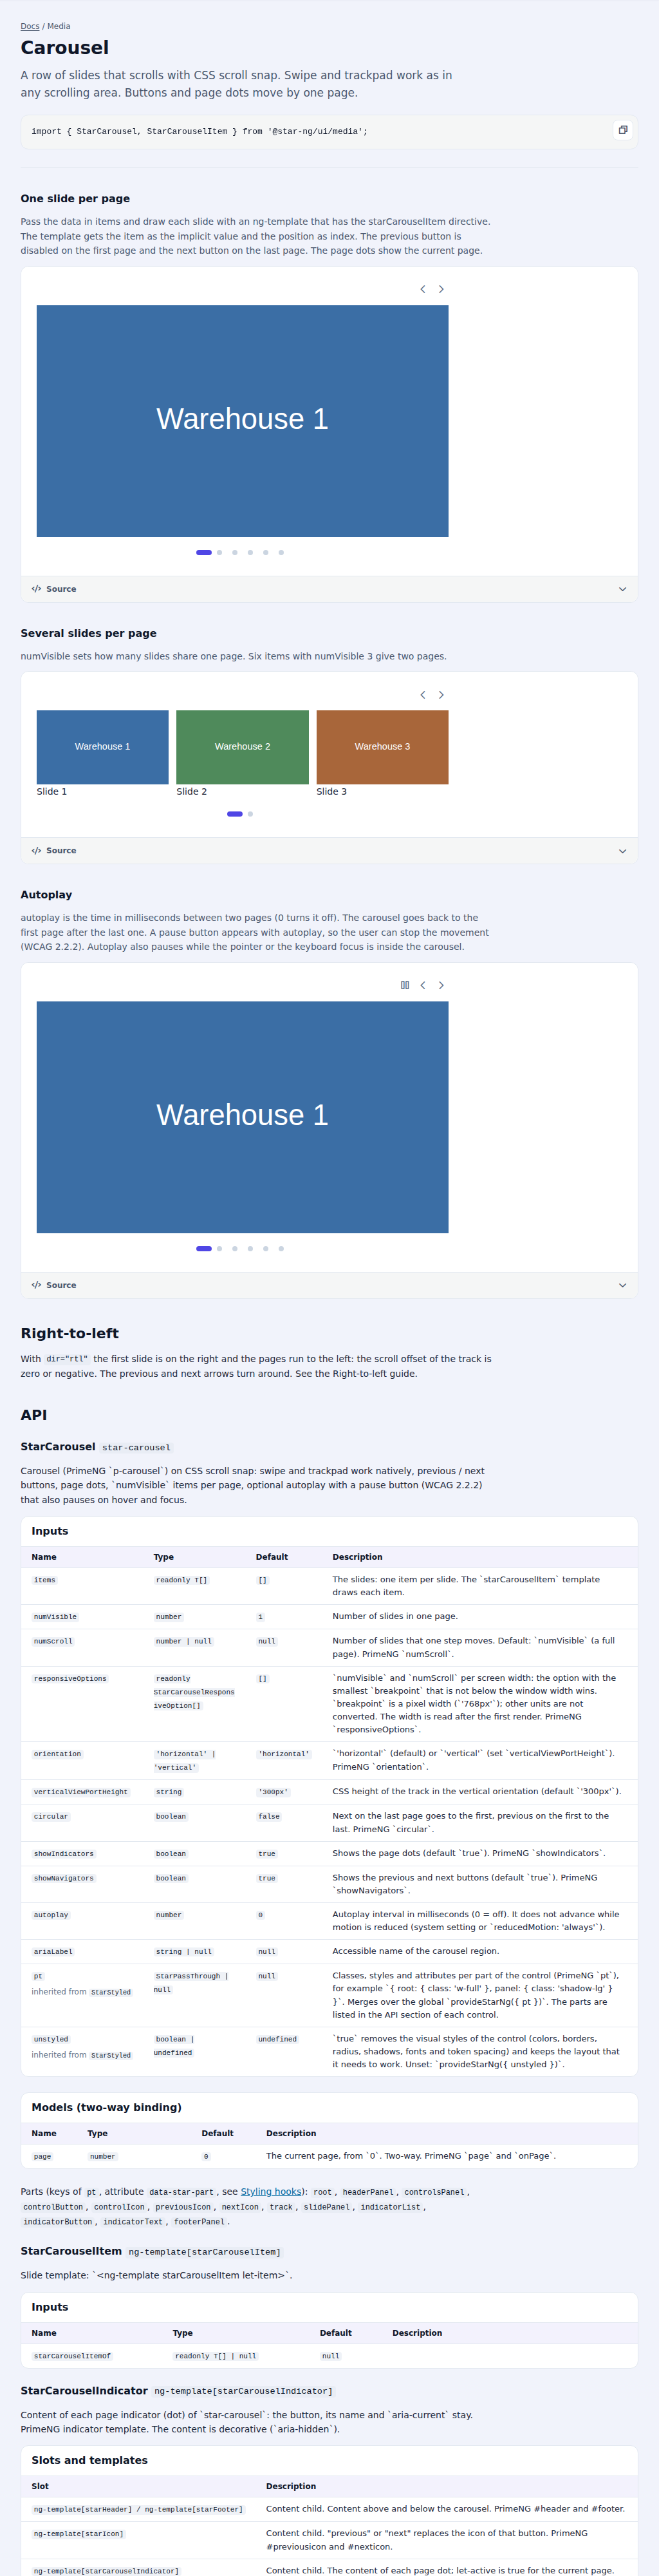 Docs / Media
Carousel
A row of slides that scrolls with CSS scroll snap. Swipe and trackpad work as in
any scrolling area. Buttons and page dots move by one page.
import { StarCarousel, StarCarouselItem } from '@star-ng/ui/media';
One slide per page
Pass the data in items and draw each slide with an ng-template that has the starCarouselItem directive.
The template gets the item as the implicit value and the position as index. The previous button is
disabled on the first page and the next button on the last page. The page dots show the current page.
Warehouse 1
Source
Several slides per page
numVisible sets how many slides share one page. Six items with numVisible 3 give two pages.
Warehouse 1 Warehouse 2 Warehouse 3
Slide 1 Slide 2 Slide 3
Source
Autoplay
autoplay is the time in milliseconds between two pages (0 turns it off). The carousel goes back to the
first page after the last one. A pause button appears with autoplay, so the user can stop the movement
(WCAG 2.2.2). Autoplay also pauses while the pointer or the keyboard focus is inside the carousel.
Warehouse 1
Source
Right-to-left
With dir="rtl" the first slide is on the right and the pages run to the left: the scroll offset of the track is
zero or negative. The previous and next arrows turn around. See the Right-to-left guide.
API
StarCarousel star-carousel
Carousel (PrimeNG `p-carousel`) on CSS scroll snap: swipe and trackpad work natively, previous / next
buttons, page dots, `numVisible` items per page, optional autoplay with a pause button (WCAG 2.2.2)
that also pauses on hover and focus.
Inputs
Name Type Default Description
items readonly T[] [] The slides: one item per slide. The `starCarouselItem` template
draws each item.
numVisible number 1 Number of slides in one page.
numScroll number | null null Number of slides that one step moves. Default: `numVisible` (a full
page). PrimeNG `numScroll`.
responsiveOptions readonly [] `numVisible` and `numScroll` per screen width: the option with the
StarCarouselRespons smallest `breakpoint` that is not below the window width wins.
iveOption[] `breakpoint` is a pixel width (`'768px'`); other units are not
converted. The width is read after the first render. PrimeNG
`responsiveOptions`.
orientation 'horizontal' | 'horizontal' `'horizontal'` (default) or `'vertical'` (set `verticalViewPortHeight`).
'vertical' PrimeNG `orientation`.
verticalViewPortHeight string '300px' CSS height of the track in the vertical orientation (default `'300px'`).
circular boolean false Next on the last page goes to the first, previous on the first to the
last. PrimeNG `circular`.
showIndicators boolean true Shows the page dots (default `true`). PrimeNG `showIndicators`.
showNavigators boolean true Shows the previous and next buttons (default `true`). PrimeNG
`showNavigators`.
autoplay number 0 Autoplay interval in milliseconds (0 = off). It does not advance while
motion is reduced (system setting or `reducedMotion: 'always'`).
ariaLabel string | null null Accessible name of the carousel region.
pt StarPassThrough | null Classes, styles and attributes per part of the control (PrimeNG `pt`),
inherited from StarStyled null for example `{ root: { class: 'w-full' }, panel: { class: 'shadow-lg' }
}`. Merges over the global `provideStarNg({ pt })`. The parts are
listed in the API section of each control.
unstyled boolean | undefined `true` removes the visual styles of the control (colors, borders,
inherited from StarStyled undefined radius, shadows, fonts and token spacing) and keeps the layout that
it needs to work. Unset: `provideStarNg({ unstyled })`.
Models (two-way binding)
Name Type Default Description
page number 0 The current page, from `0`. Two-way. PrimeNG `page` and `onPage`.
Parts (keys of pt, attribute data-star-part, see Styling hooks): root, headerPanel, controlsPanel,
controlButton, controlIcon, previousIcon, nextIcon, track, slidePanel, indicatorList,
indicatorButton, indicatorText, footerPanel.
StarCarouselItem ng-template[starCarouselItem]
Slide template: `<ng-template starCarouselItem let-item>`.
Inputs
Name Type Default Description
starCarouselItemOf readonly T[] | null null
StarCarouselIndicator ng-template[starCarouselIndicator]
Content of each page indicator (dot) of `star-carousel`: the button, its name and `aria-current` stay.
PrimeNG indicator template. The content is decorative (`aria-hidden`).
Slots and templates
Slot Description
ng-template[starHeader] / ng-template[starFooter] Content child. Content above and below the carousel. PrimeNG #header and #footer.
ng-template[starIcon] Content child. "previous" or "next" replaces the icon of that button. PrimeNG
#previousicon and #nexticon.
ng-template[starCarouselIndicator] Content child. The content of each page dot; let-active is true for the current page.